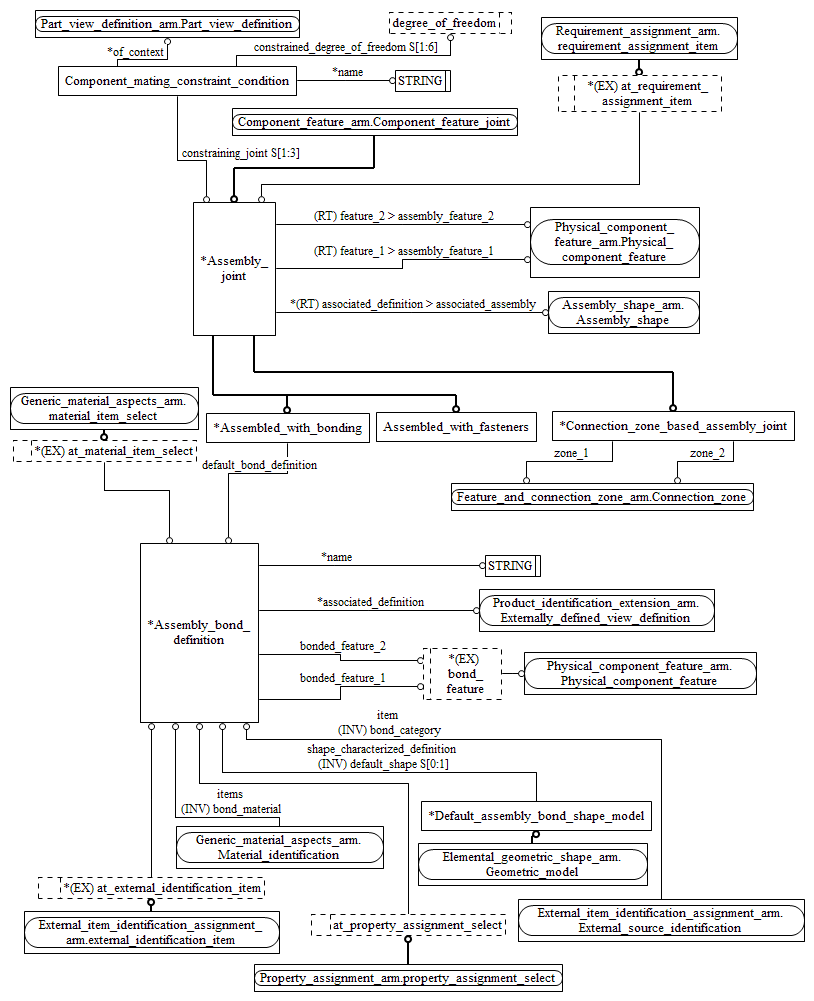 Part_view_definition_arm.Part_view_definition
degree_of_freedom
*of_context
constrained_degree_of_freedom S[1:6]
Component_mating_constraint_condition
*name
STRING
Requirement_assignment_arm.
requirement_assignment_item
*(EX) at_requirement_
assignment_item
Component_feature_arm.Component_feature_joint
constraining_joint S[1:3]
*Assembly_
joint
(RT) feature_2 > assembly_feature_2
(RT) feature_1 > assembly_feature_1
Physical_component_
feature_arm.Physical_
component_feature
*(RT) associated_definition > associated_assembly
Assembly_shape_arm.
Assembly_shape
Generic_material_aspects_arm.
material_item_select
*(EX) at_material_item_select
*Assembled_with_bonding
Assembled_with_fasteners
*Connection_zone_based_assembly_joint
default_bond_definition
zone_1
zone_2
Feature_and_connection_zone_arm.Connection_zone
*Assembly_bond_
definition
*name
STRING
*associated_definition
Product_identification_extension_arm.
Externally_defined_view_definition
bonded_feature_2
bonded_feature_1
*(EX)
bond_
feature
Physical_component_feature_arm.
Physical_component_feature
item
(INV) bond_category
shape_characterized_definition
(INV) default_shape S[0:1]
items
(INV) bond_material
*Default_assembly_bond_shape_model
Generic_material_aspects_arm.
Material_identification
Elemental_geometric_shape_arm.
Geometric_model
*(EX) at_external_identification_item
External_item_identification_assignment_
arm.external_identification_item
at_property_assignment_select
External_item_identification_assignment_arm.
External_source_identification
Property_assignment_arm.property_assignment_select